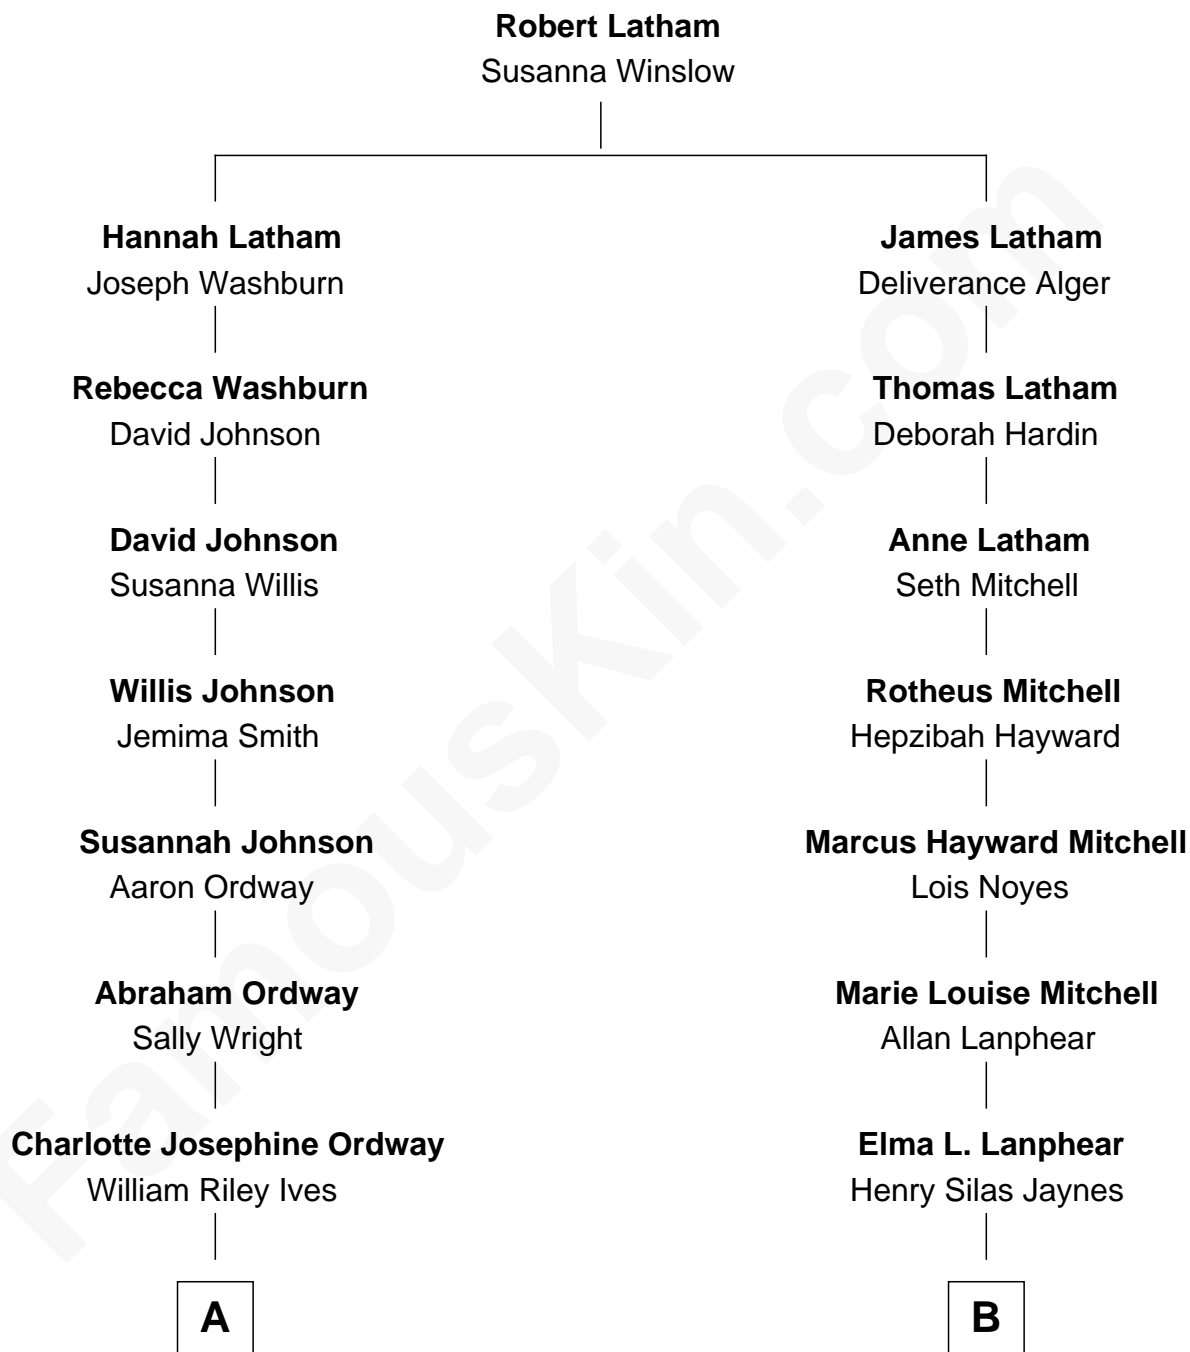 Robert Latham
Susanna Winslow
Hannah Latham
Joseph Washburn
Rebecca Washburn
David Johnson
David Johnson
Susanna Willis
Willis Johnson
Jemima Smith
Susannah Johnson
Aaron Ordway
Abraham Ordway
Sally Wright
Charlotte Josephine Ordway
William Riley Ives
A
James Latham
Deliverance Alger
Thomas Latham
Deborah Hardin
Anne Latham
Seth Mitchell
Rotheus Mitchell
Hepzibah Hayward
Marcus Hayward Mitchell
Lois Noyes
Marie Louise Mitchell
Allan Lanphear
Elma L. Lanphear
Henry Silas Jaynes
B
FamousKin.com